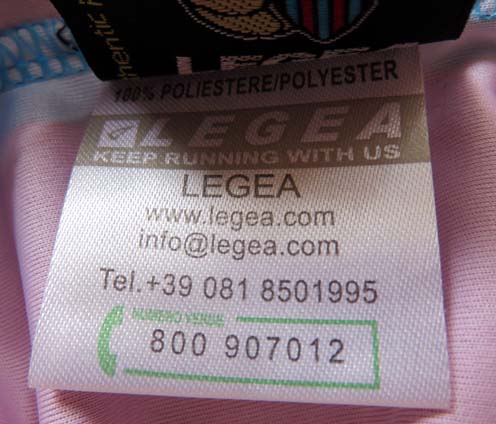 100% POLIESTERE/POLYESTER
LEGEA
KEEP RUNNING WITH US
LEGEA
www.legea.com
info@legea.com
Tel.+39 081 8501995
NUMERO VERDE
800 907012